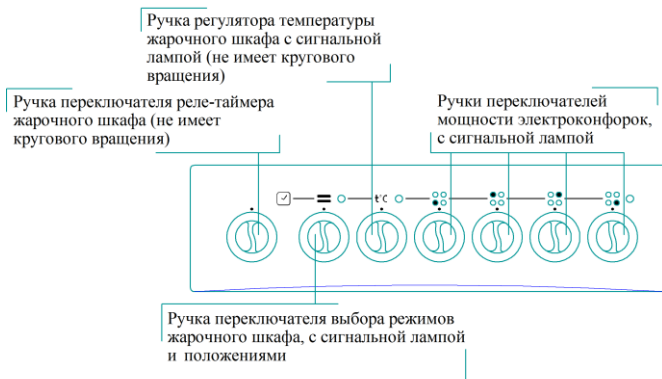 Ручка регулятора температуры
жарочного шкафа с сигнальной
лампой (не имеет кругового
вращения)
Ручка переключателя реле-таймера
жарочного шкафа (не имеет
кругового вращения)
Ручки переключателей
мощности электроконфорок,
с сигнальной лампой
t°C
Ручка переключателя выбора режимов
жарочного шкафа, с сигнальной лампой
и положениями